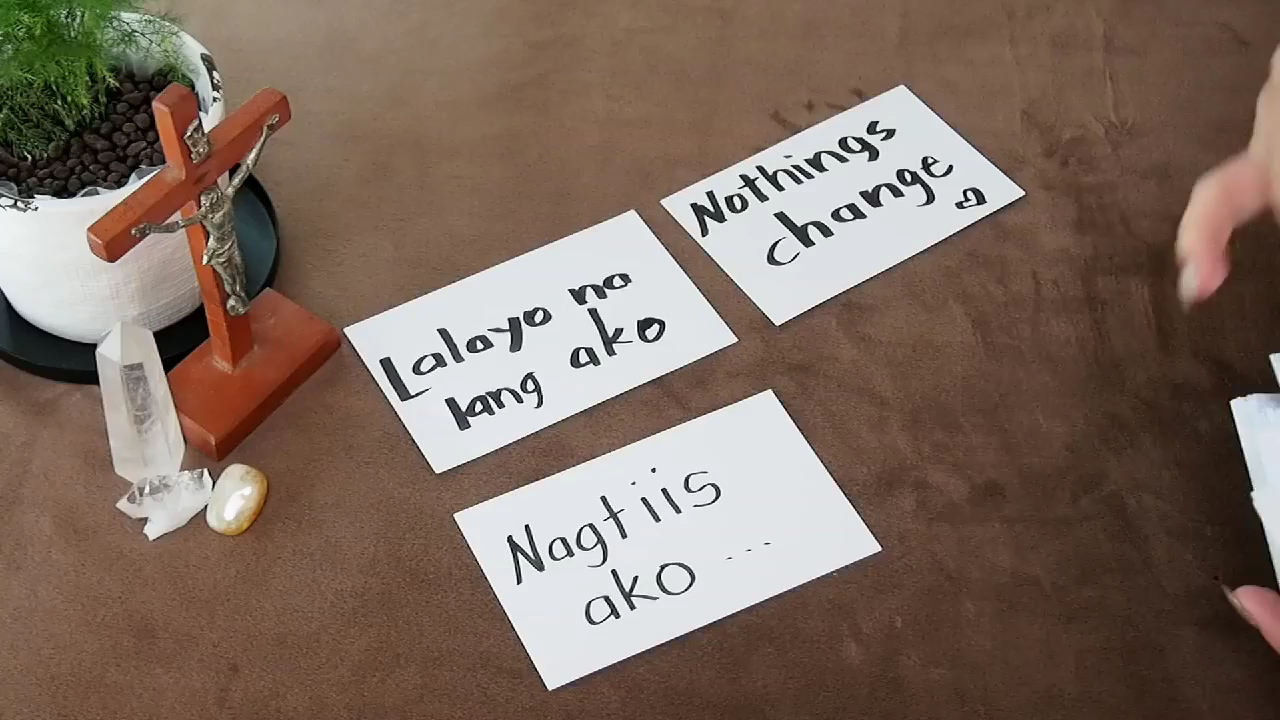 Nothings
change
Lalayo na
lang ako
Nagtiis
ako ...